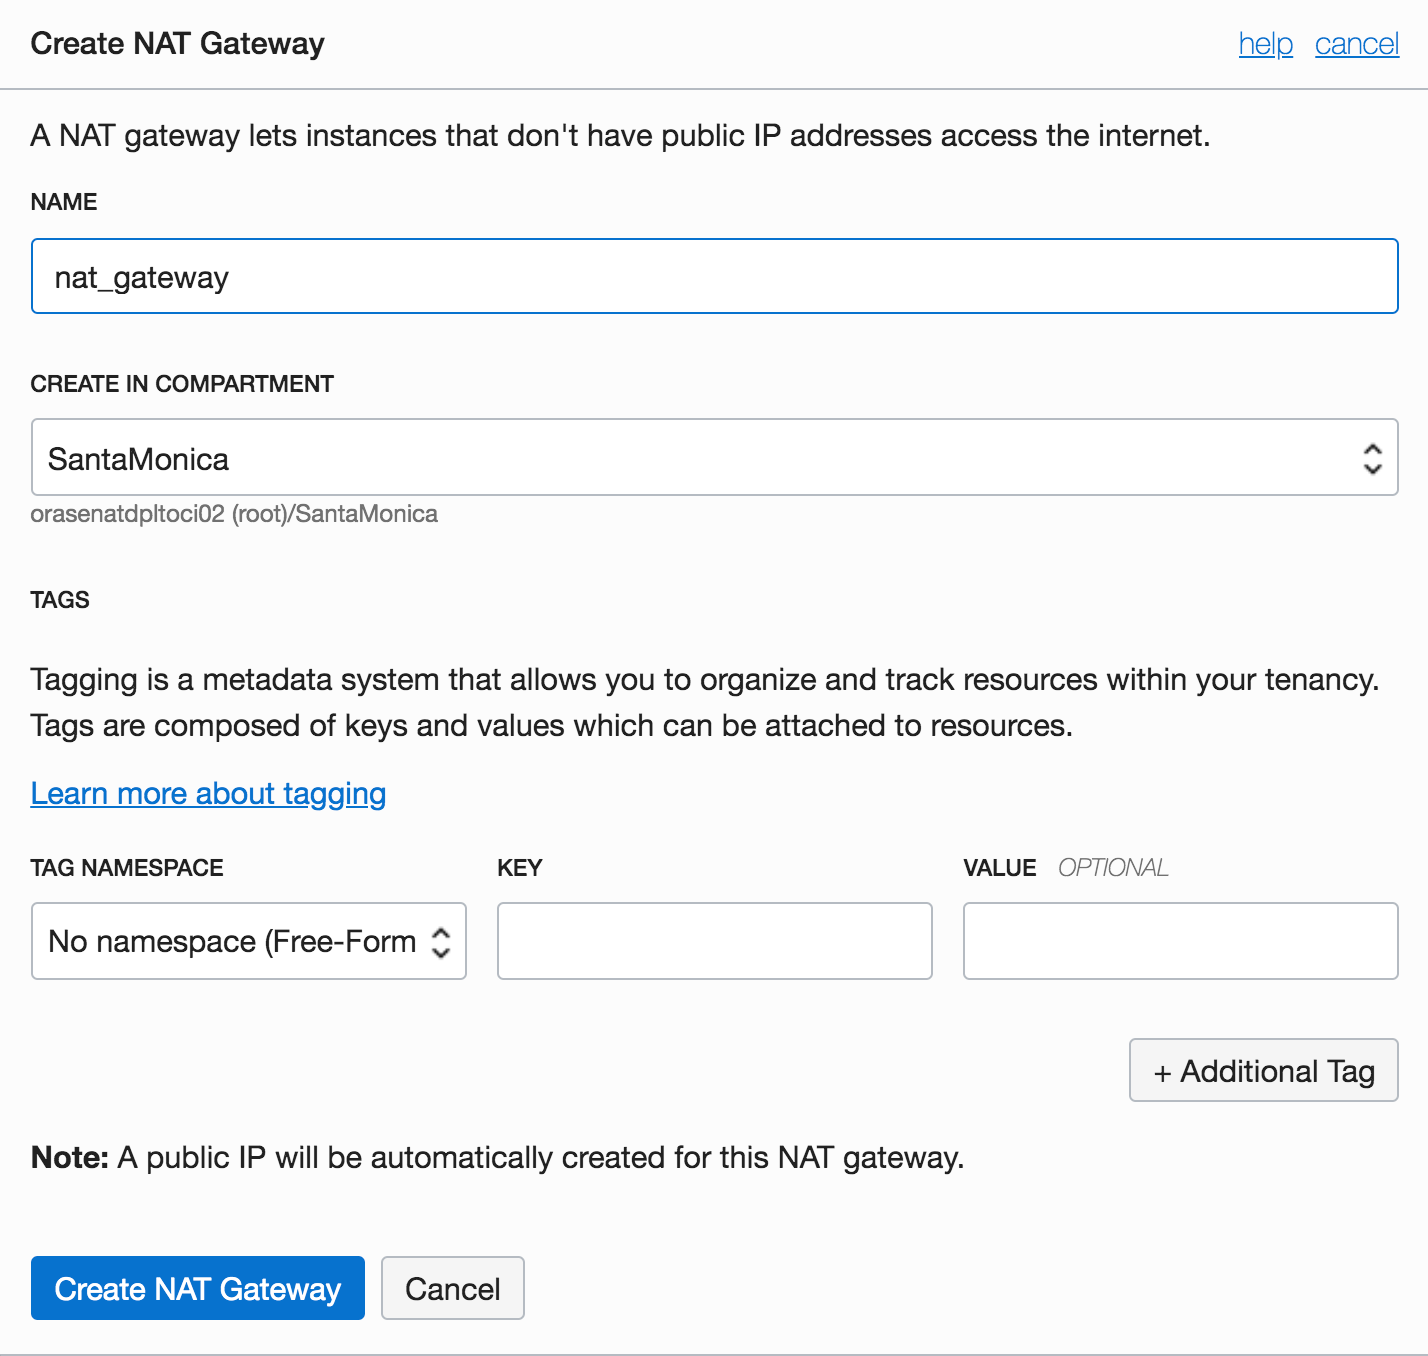 Create NAT Gateway help cancel
A NAT gateway lets instances that don't have public IP addresses access the internet.
NAME
nat_gateway
CREATE IN COMPARTMENT
SantaMonica
orasenatdpltoci02 (root)/SantaMonica
TAGS
Tagging is a metadata system that allows you to organize and track resources within your tenancy.
Tags are composed of keys and values which can be attached to resources.
Learn more about tagging
TAG NAMESPACE KEY VALUE OPTIONAL
No namespace (Free-Form
+ Additional Tag
Note: A public IP will be automatically created for this NAT gateway.
Create NAT Gateway Cancel